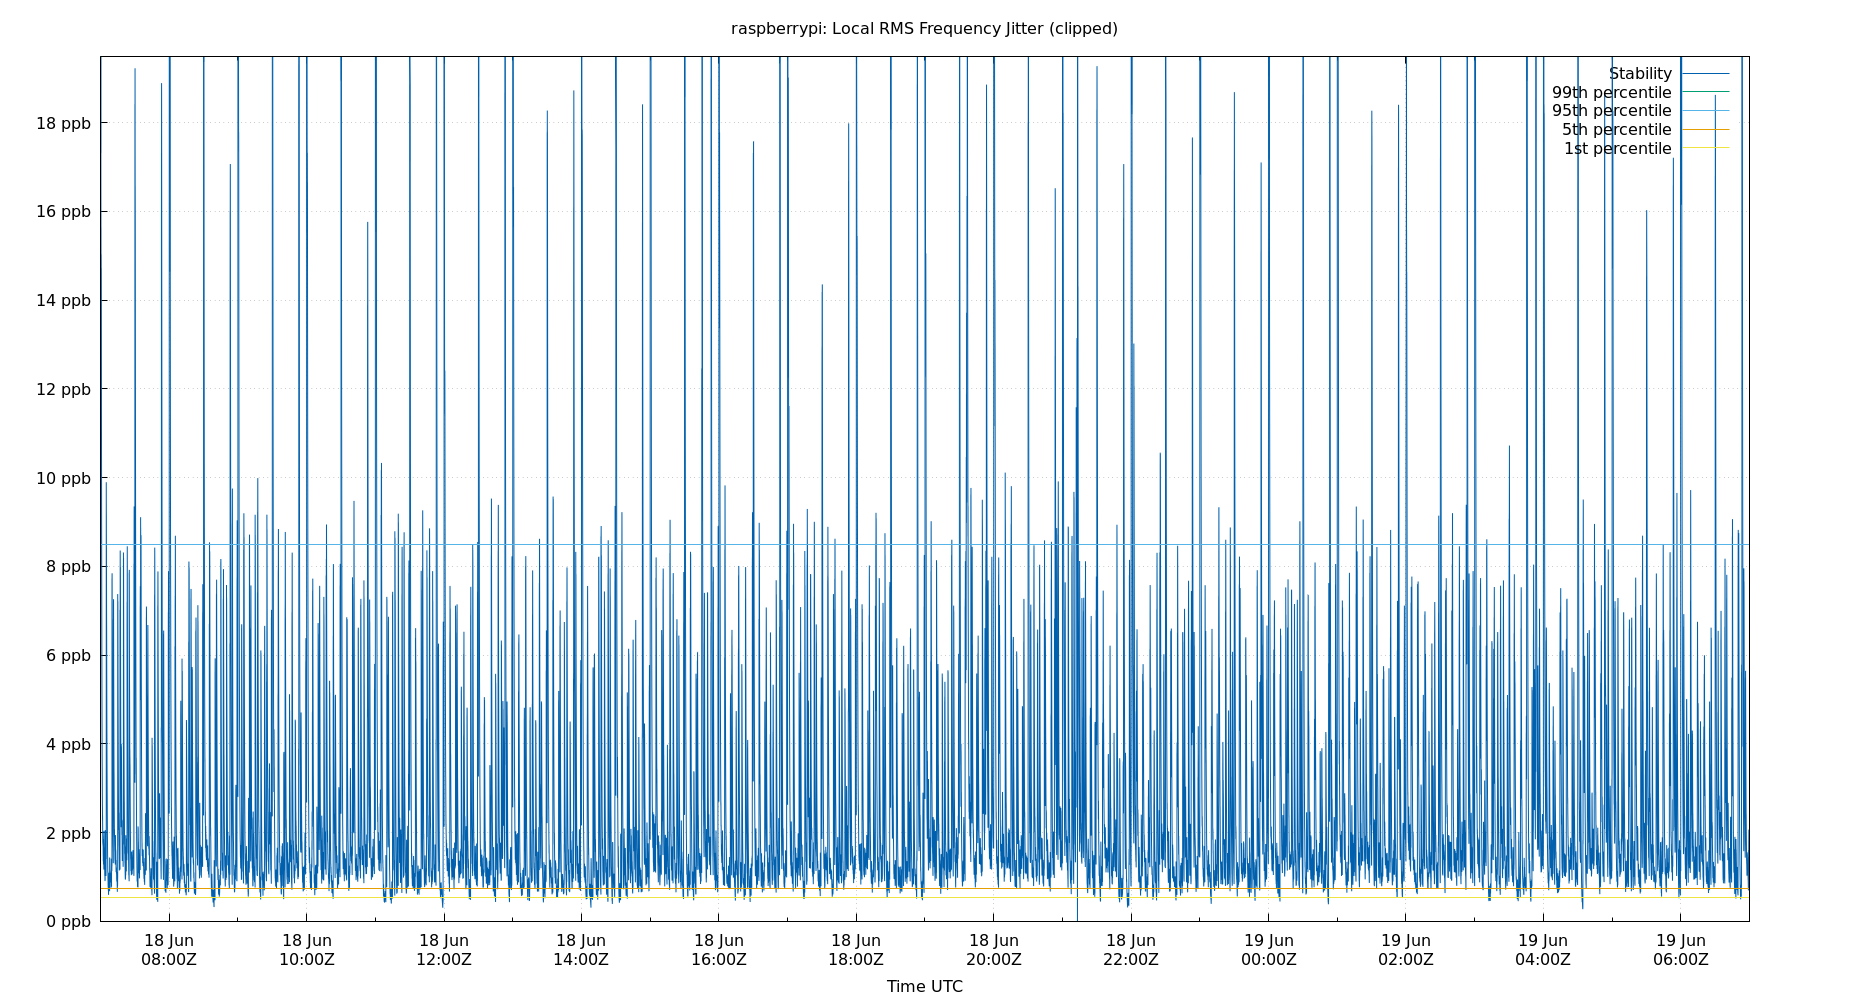 raspberrypi: Local RMS Frequency Jitter (clipped)
Stability
99th percentile
95th percentile
5th percentile
1st percentile
18 ppb
16 ppb
14 ppb
12 ppb
10 ppb
8 ppb
6 ppb
4 ppb
2 ppb
0 ppb
18 Jun 18 Jun 18 Jun 18 Jun 18 Jun 18 Jun 18 Jun 18 Jun 19 Jun 19 Jun 19 Jun 19 Jun
08:00Z 10:00Z 12:00Z 14:00Z 16:00Z 18:00Z 20:00Z 22:00Z 00:00Z 02:00Z 04:00Z 06:00Z
Time UTC